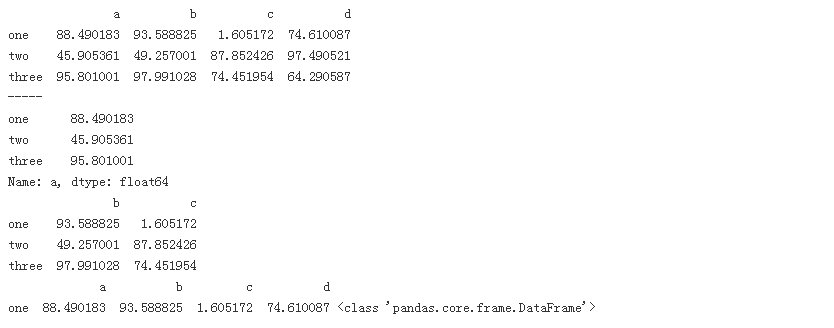 a b c d
one 88.490183 93.588825 1.605172 74.610087
two 45.905361 49.257001 87.852426 97.490521
three 95.801001 97.991028 74.451954 64.290587
-----
one 88.490183
two 45.905361
three 95.801001
Name: a, dtype: float64
b c
one 93.588825 1.605172
two 49.257001 87.852426
three 97.991028 74.451954
a b c d
one 88.490183 93.588825 1.605172 74.610087 <class 'pandas.core.frame.DataFrame'>